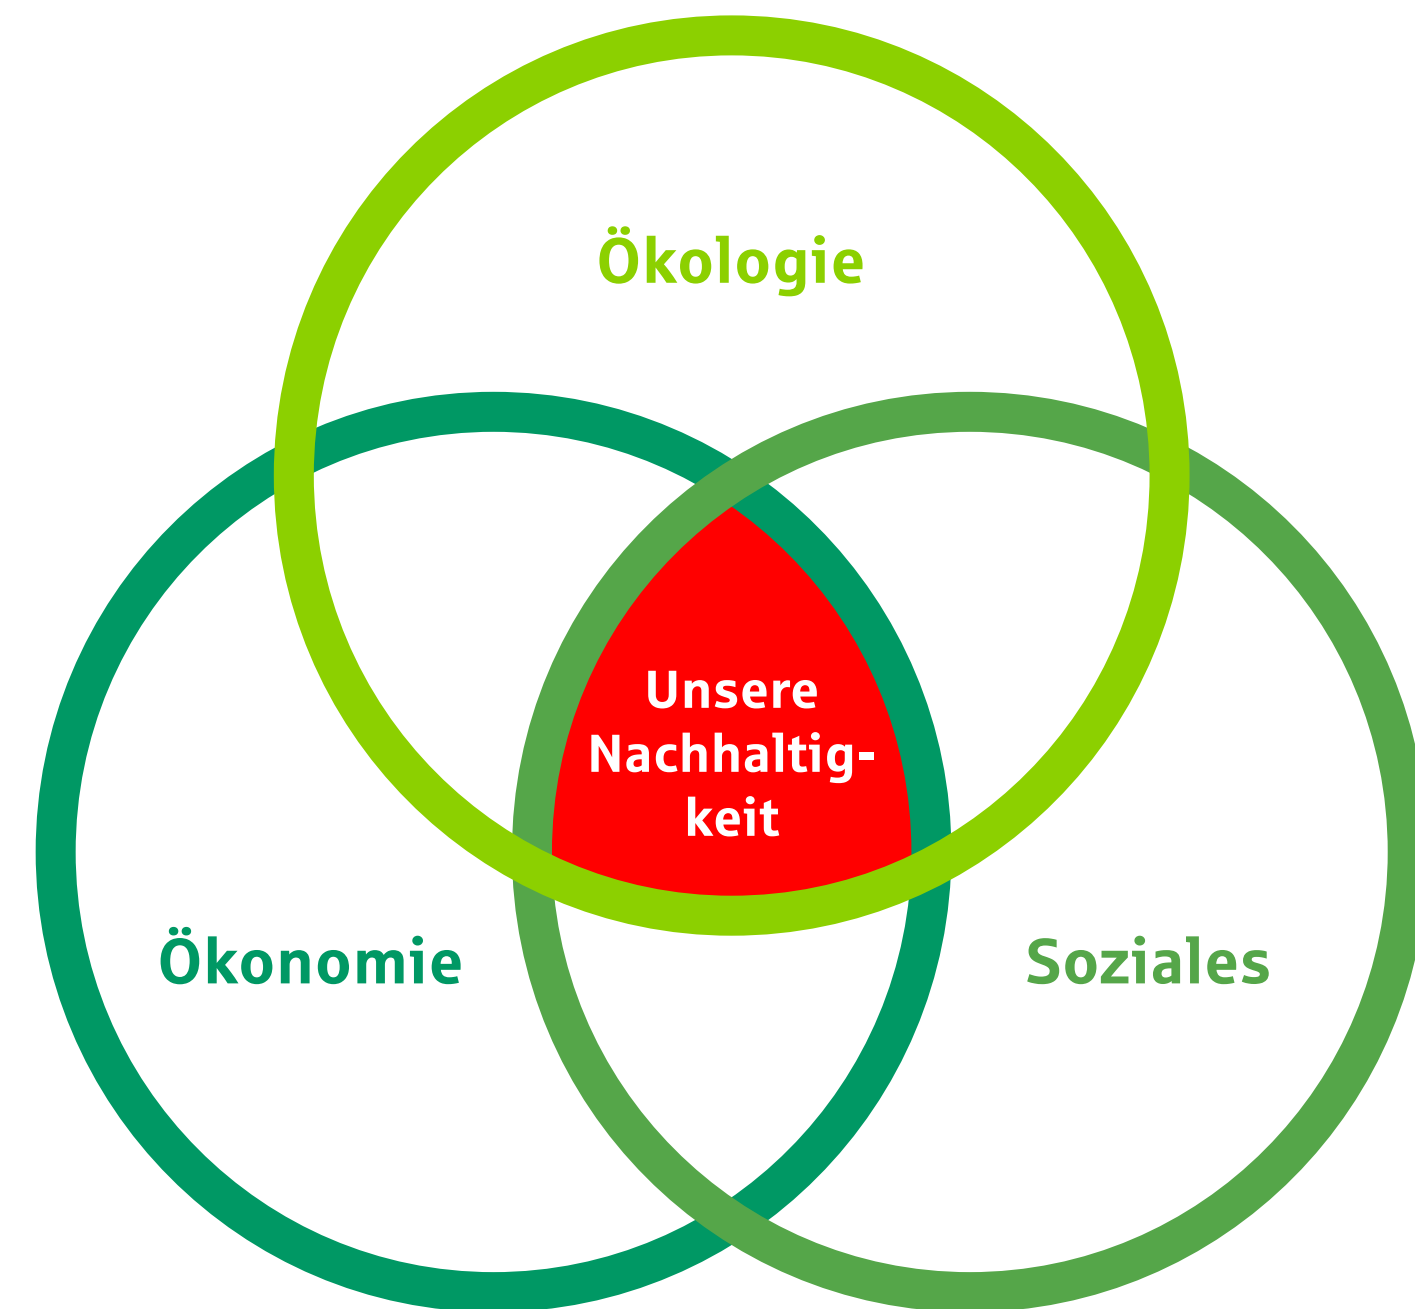 Ökologie
Unsere
Nachhaltig-
keit
Ökonomie
Soziales